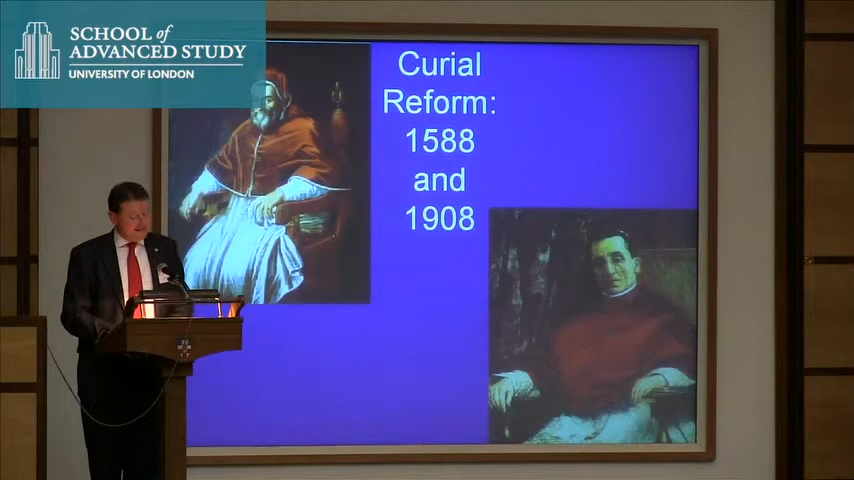 SCHOOL of
ADVANCED STUDY
UNIVERSITY OF LONDON
Curial
Reform:
1588
and
1908